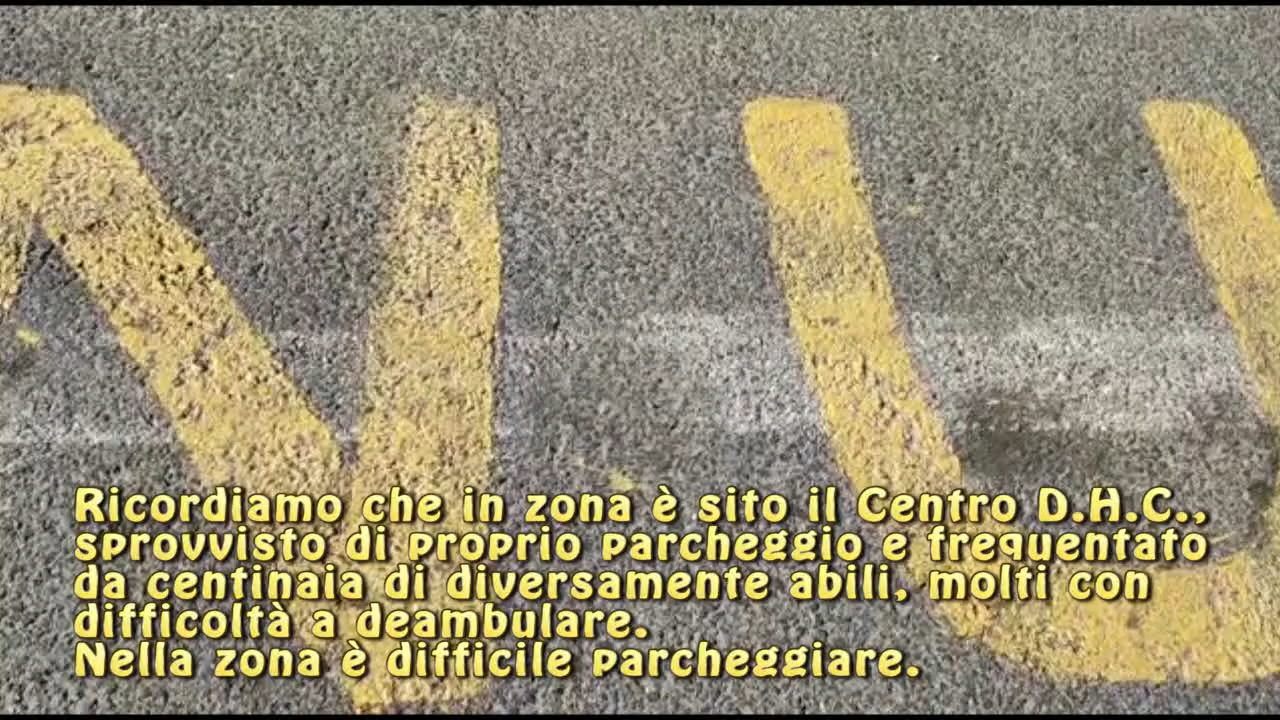 NU
Ricordiamo che in zona è sito il Centro D.H.C.,
sprovvisto di proprio parcheggio e frequentato
da centinaia di diversamente abili, molti con
difficoltà a deambulare.
Nella zona è difficile parcheggiare.